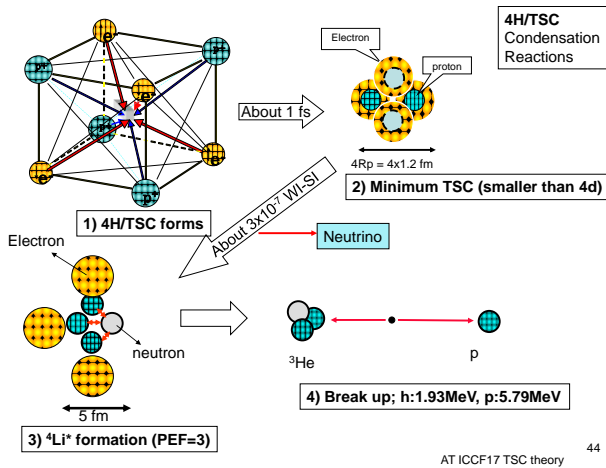 4H/TSC
Condensation
Reactions
e-
p+
p+
e-
p+
e-
e-
p+
About 1 fs
Electron
proton
4Rp = 4x1.2 fm
2) Minimum TSC (smaller than 4d)
1) 4H/TSC forms
About 3x10⁻⁷ WI-SI
Neutrino
Electron
neutron
5 fm
3) ⁴Li* formation (PEF=3)
³He
p
4) Break up; h:1.93MeV, p:5.79MeV
AT ICCF17 TSC theory
44